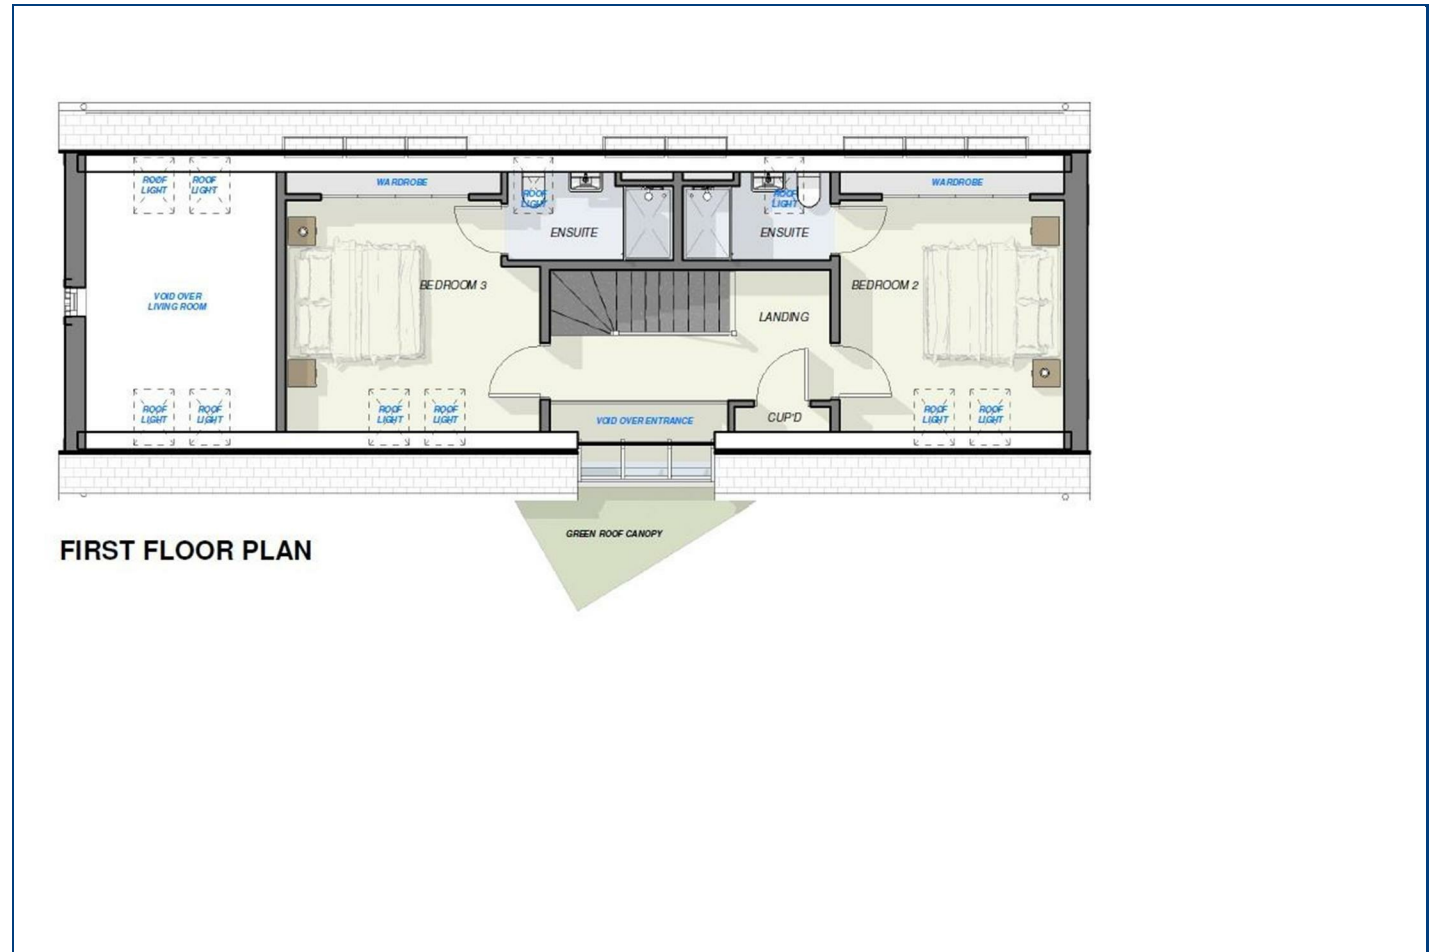 ROOF
LIGHT
ROOF
LIGHT
WARDROBE
ROOF
LIGHT
ROOF
LIGHT
WARDROBE
ENSUITE
ENSUITE
BEDROOM 3
BEDROOM 2
VOID OVER
LIVING ROOM
LANDING
ROOF
LIGHT
ROOF
LIGHT
ROOF
LIGHT
ROOF
LIGHT
VOID OVER ENTRANCE
CUP'D
ROOF
LIGHT
ROOF
LIGHT
GREEN ROOF CANOPY
FIRST FLOOR PLAN